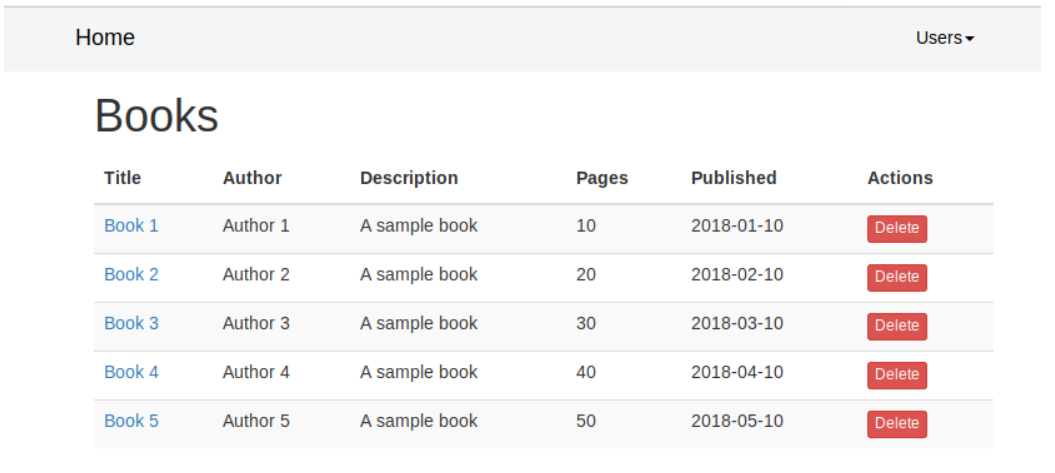 Home Users
Books
Title Author Description Pages Published Actions
Book 1 Author 1 A sample book 10 2018-01-10 Delete
Book 2 Author 2 A sample book 20 2018-02-10 Delete
Book 3 Author 3 A sample book 30 2018-03-10 Delete
Book 4 Author 4 A sample book 40 2018-04-10 Delete
Book 5 Author 5 A sample book 50 2018-05-10 Delete